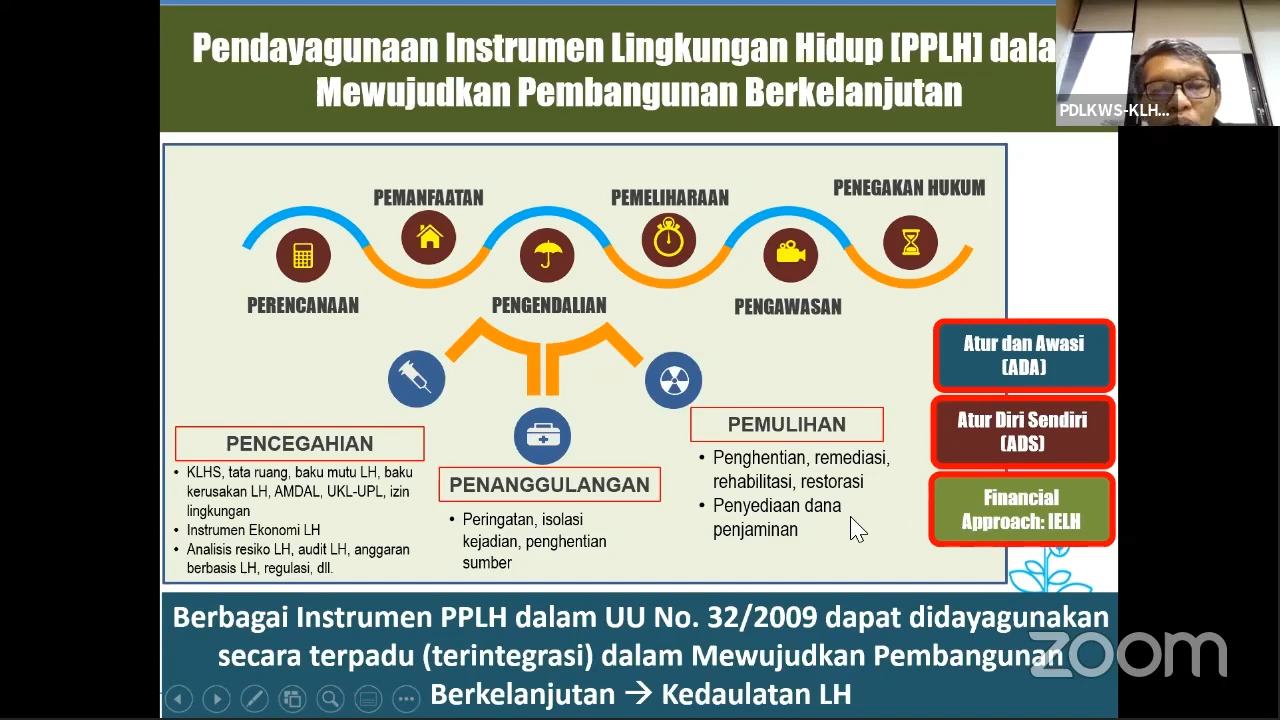 Pendayagunaan Instrumen Lingkungan Hidup [PPLH] dala
Mewujudkan Pembangunan Berkelanjutan
PDLKWS-KLH...
PEMANFAATAN
PEMELIHARAAN
PENEGAKAN HUKUM
PERENCANAAN
PENGENDALIAN
PENGAWASAN
Atur dan Awasi
(ADA)
Atur Diri Sendiri
(ADS)
Financial
Approach: IELH
PENCEGAHIAN
• KLHS, tata ruang, baku mutu LH, baku
kerusakan LH, AMDAL, UKL-UPL, izin
lingkungan
• Instrumen Ekonomi LH
• Analisis resiko LH, audit LH, anggaran
berbasis LH, regulasi, dll.
PENANGGULANGAN
• Peringatan, isolasi
kejadian, penghentian
sumber
PEMULIHAN
• Penghentian, remediasi,
rehabilitasi, restorasi
• Penyediaan dana
penjaminan
Berbagai Instrumen PPLH dalam UU No. 32/2009 dapat didayagunakan
secara terpadu (terintegrasi) dalam Mewujudkan Pembangunan
Berkelanjutan → Kedaulatan LH
zoom